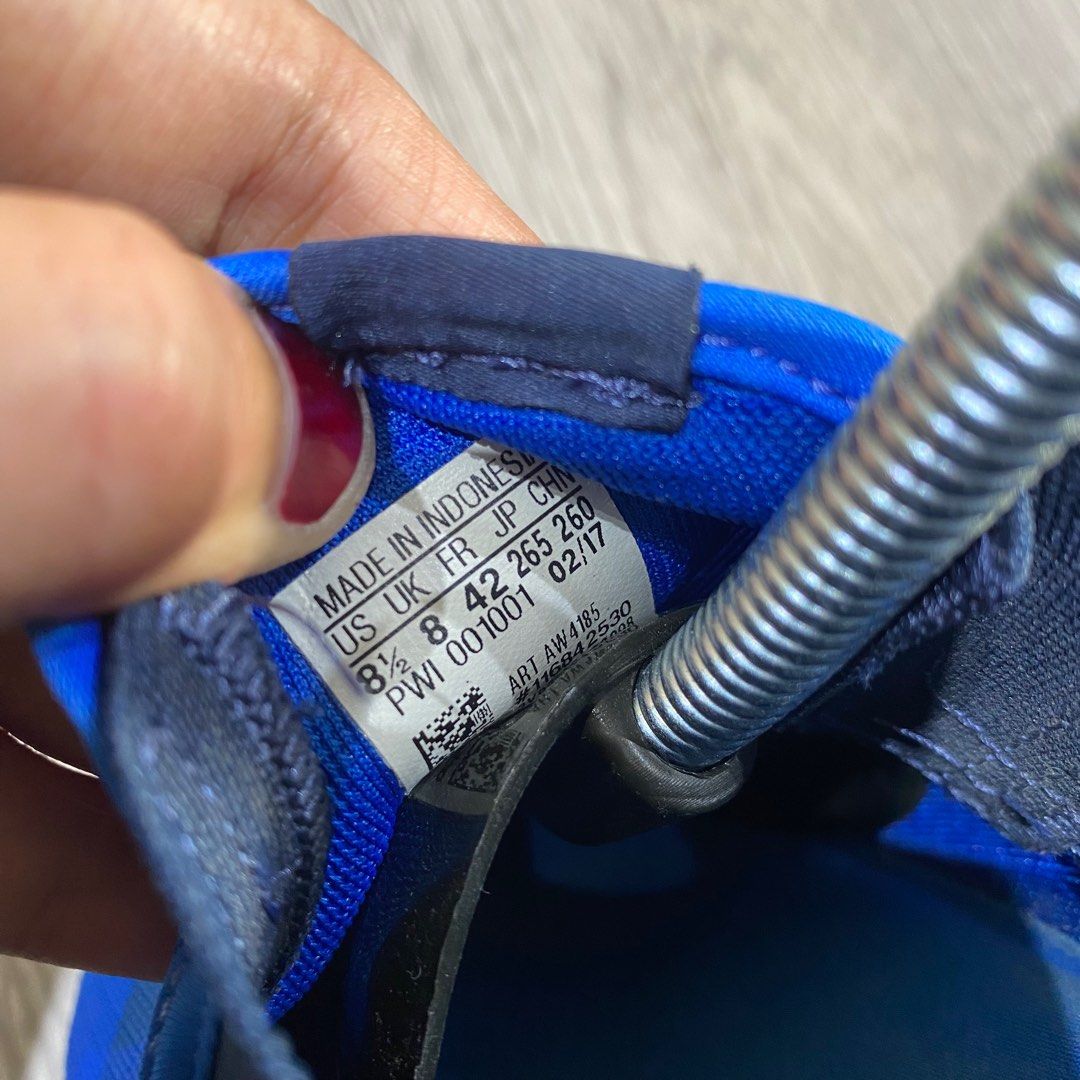 MADE IN INDONESIA
US UK FR JP CHN
8½ 8 42 265 260
PWI 001001 02/17
ART AW4185
#116842530